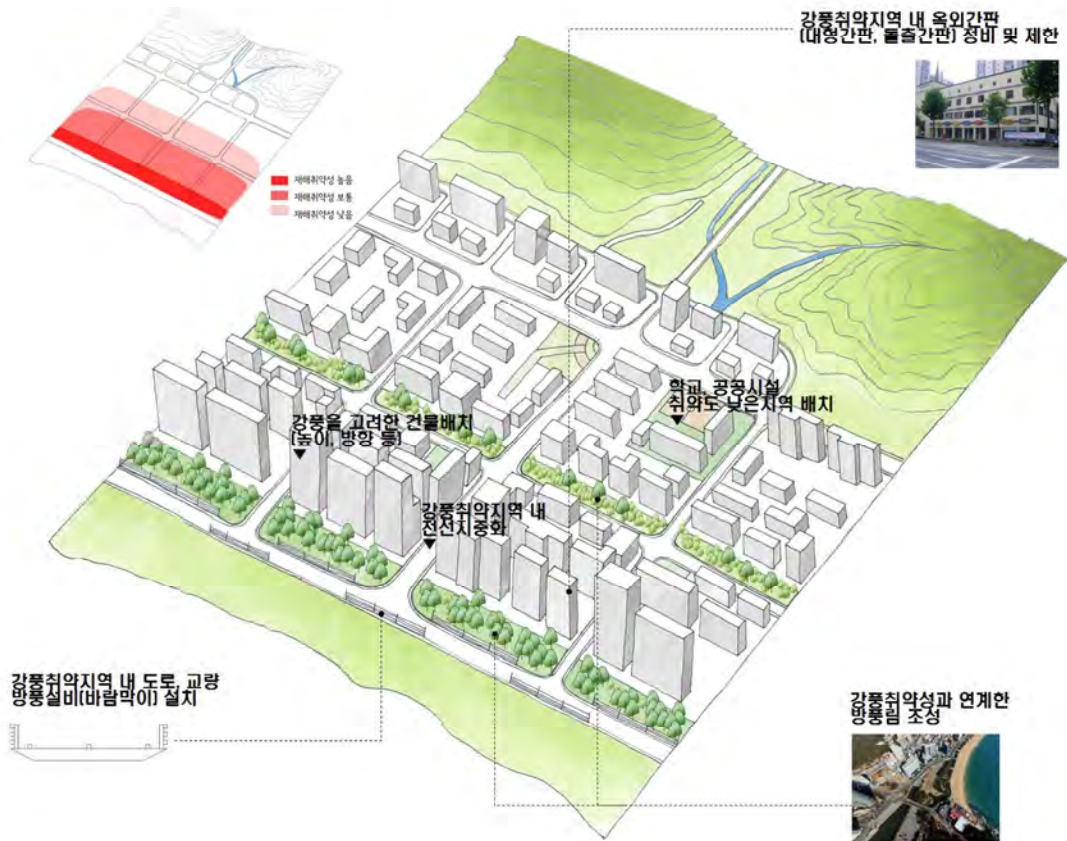 강풍취약지역 내 옥외간판
(대형간판, 돌출간판) 정비 및 제한
재해취약성 높음
재해취약성 보통
재해취약성 낮음
학교, 공공시설
취약도 낮은지역 배치
강풍을 고려한 건물배치
(높이, 방향 등)
강풍취약지역 내
전선지중화
강풍취약지역 내 도로, 교량
방풍설비(바람막이) 설치
강풍취약성과 연계한
방풍림 조성